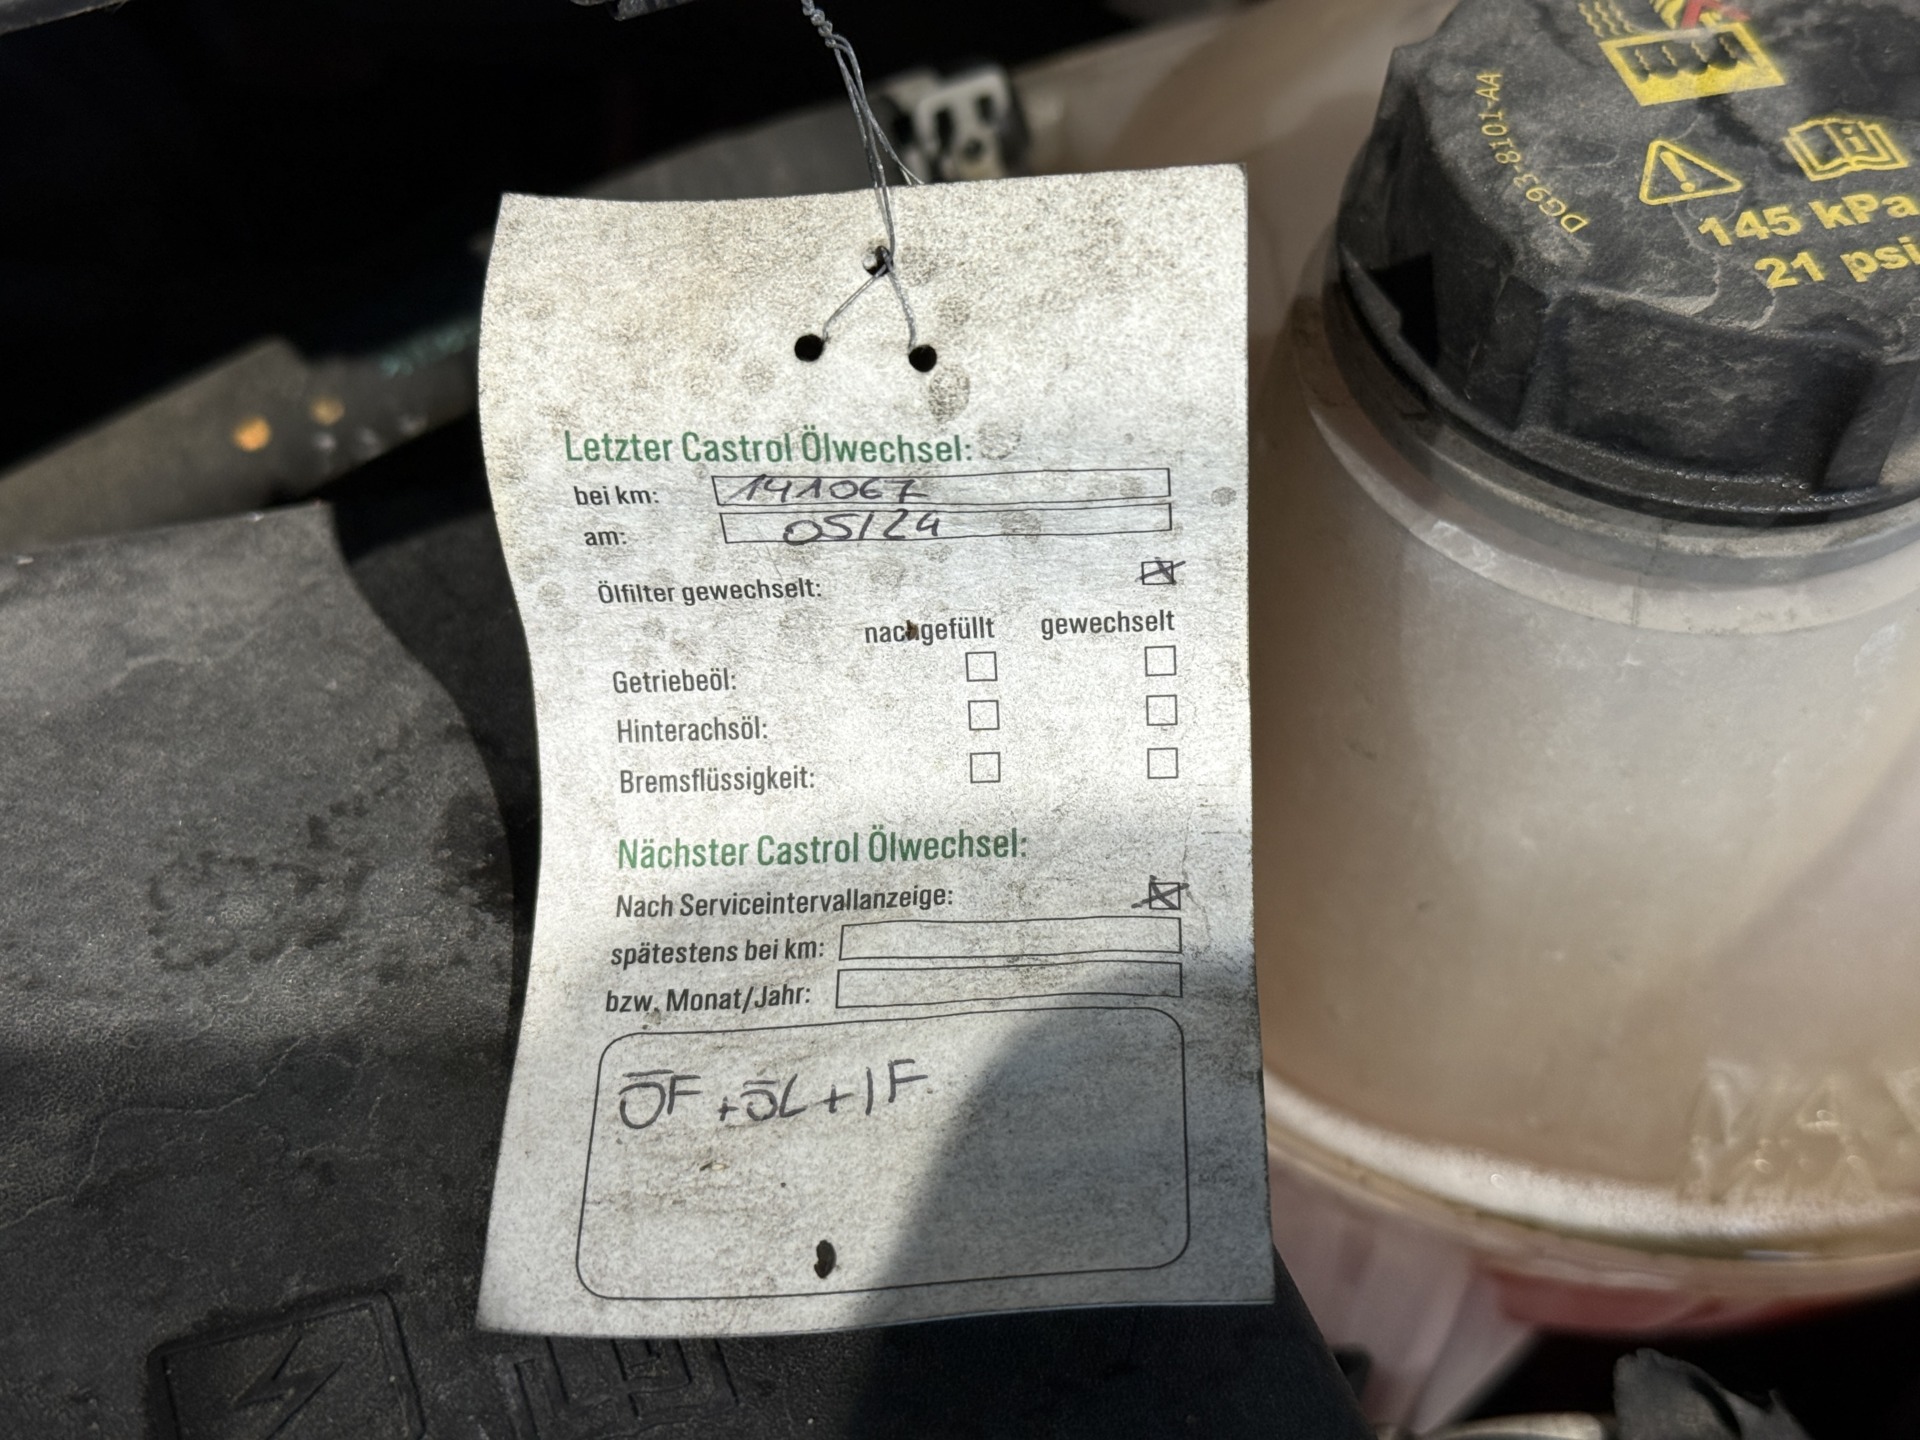 DG93-8101-AA
145 kPa
21 psi
Letzter Castrol Ölwechsel:
bei km: 141067
am: 05/24
Ölfilter gewechselt:
nachgefüllt gewechselt
Getriebeöl:
Hinterachsöl:
Bremsflüssigkeit:
Nächster Castrol Ölwechsel:
Nach Serviceintervallanzeige:
spätestens bei km:
bzw. Monat/Jahr:
ÖF + ÖL + IF